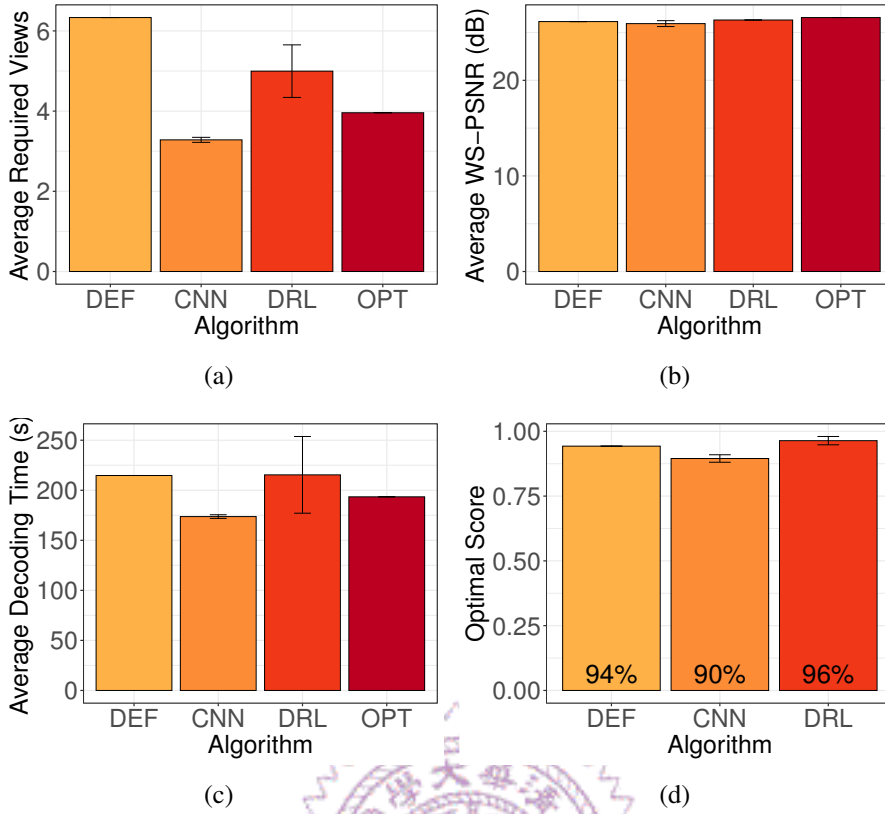 Average Required Views
6
4
2
0
DEF CNN DRL OPT
Algorithm
(a)
Average WS-PSNR (dB)
20
10
0
DEF CNN DRL OPT
Algorithm
(b)
Average Decoding Time (s)
250
200
150
100
50
0
DEF CNN DRL OPT
Algorithm
(c)
Optimal Score
1.00
0.75
0.50
0.25
0.00
94% 90% 96%
DEF CNN DRL
Algorithm
(d)
大